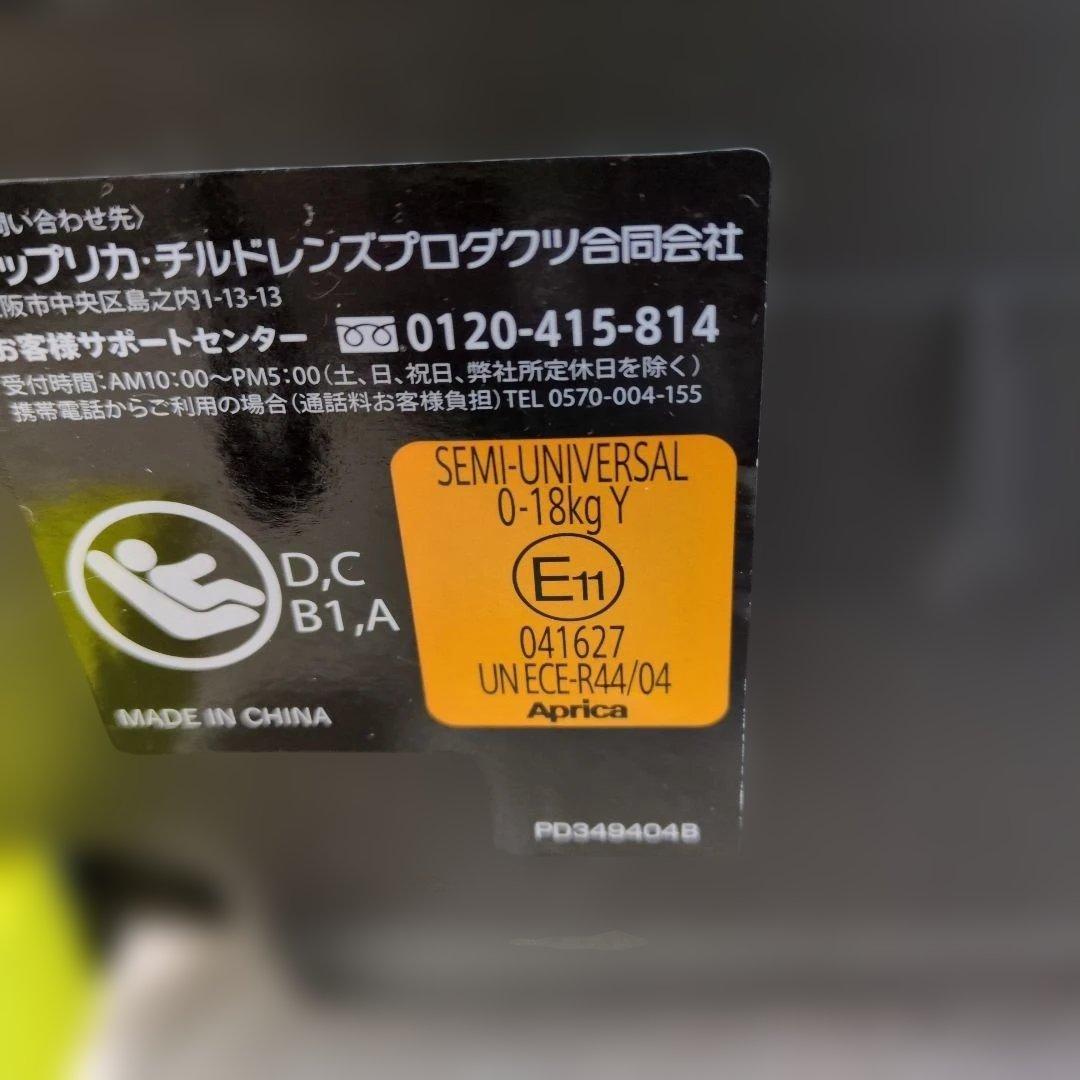 問い合わせ先〉
ップリカ・チルドレンズプロダクツ合同会社
阪市中央区島之内1-13-13
お客様サポートセンター 0120-415-814
受付時間：AM10：00～PM5：00（土、日、祝日、弊社所定休日を除く）
携帯電話からご利用の場合（通話料お客様負担）TEL 0570-004-155
SEMI-UNIVERSAL
0-18kg Y
E11
D,C
B1,A
041627
UN ECE-R44/04
Aprica
MADE IN CHINA
PD349404B